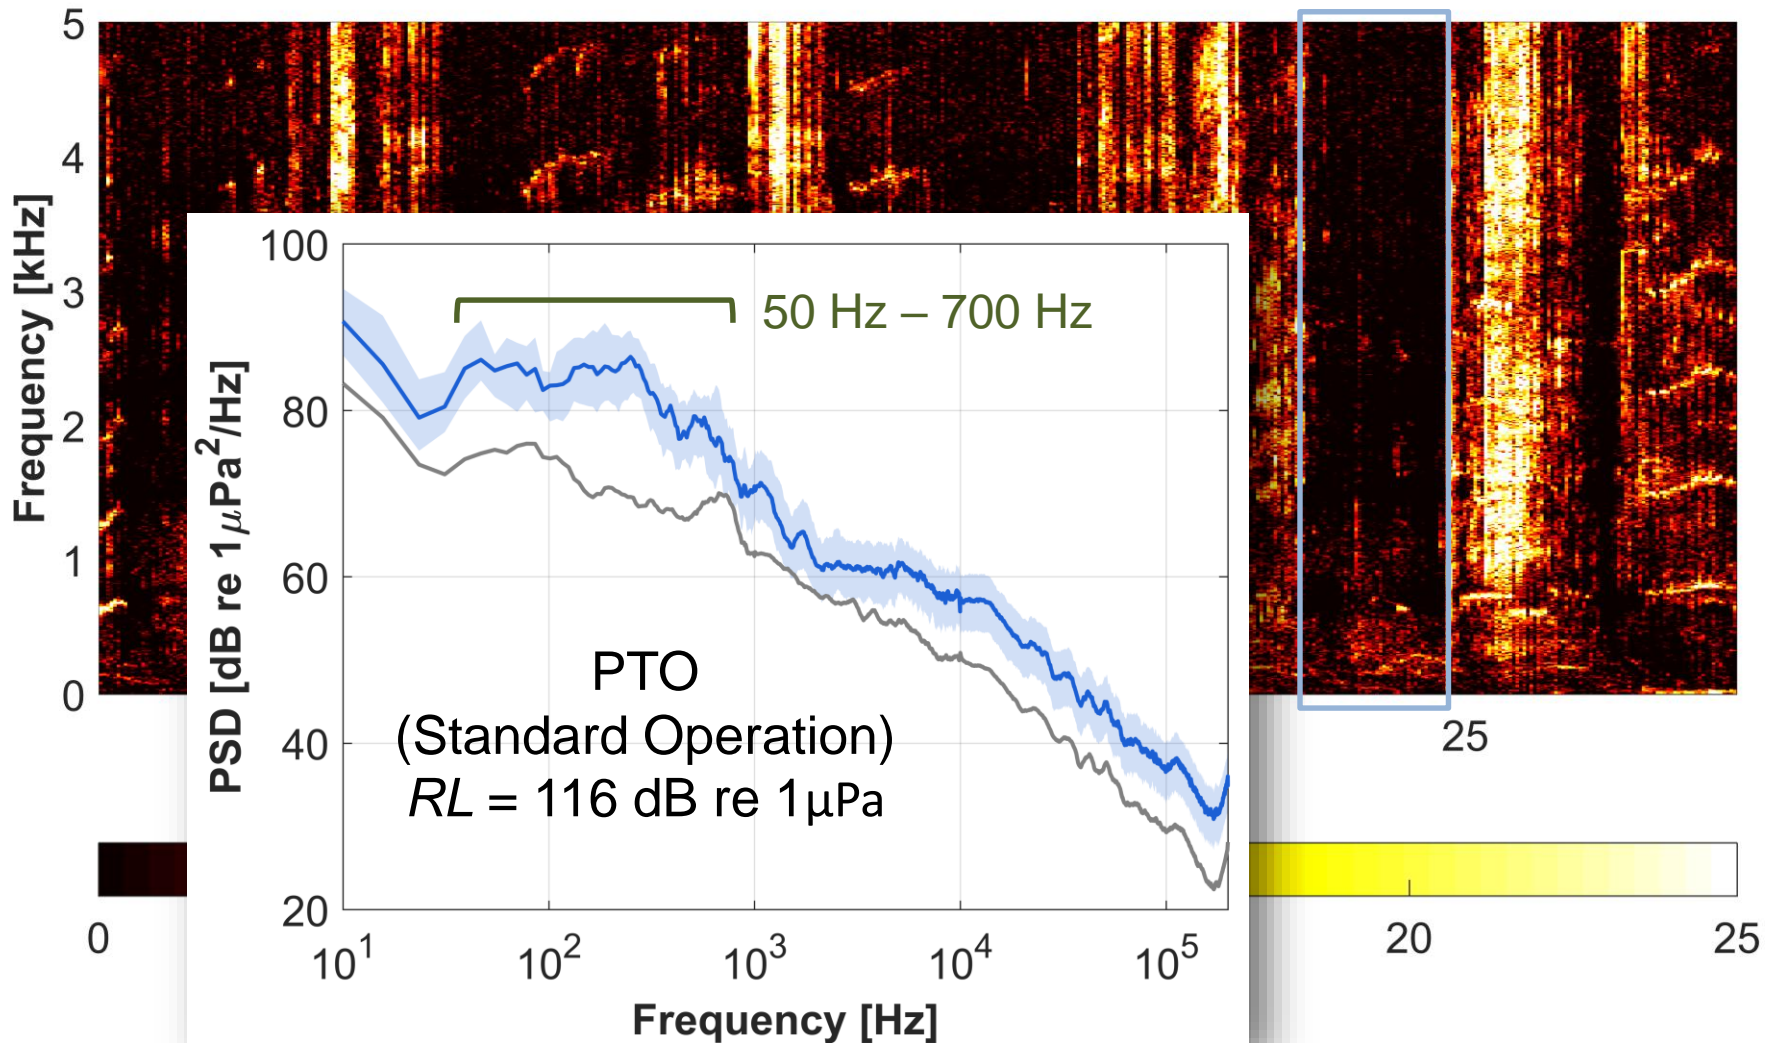 5
4
3
2
1
0
Frequency [kHz]
25
0
20
25
100
80
60
40
20
PSD [dB re 1μPa²/Hz]
50 Hz – 700 Hz
PTO
(Standard Operation)
RL = 116 dB re 1μPa
10¹
10²
10³
10⁴
10⁵
Frequency [Hz]